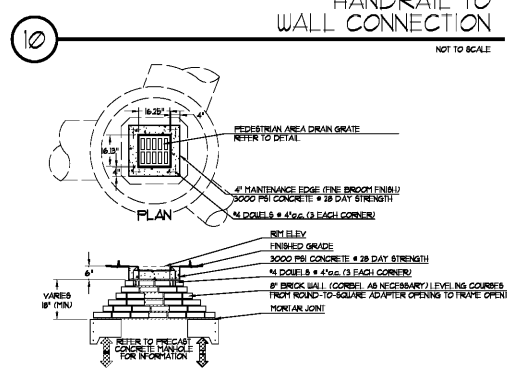 HANDRAIL TO
WALL CONNECTION
10
NOT TO SCALE
16.25"
4"
16.13"
4"
PEDESTRIAN AREA DRAIN GRATE
REFER TO DETAIL
4" MAINTENANCE EDGE (FINE BROOM FINISH)
3000 PSI CONCRETE @ 28 DAY STRENGTH
#4 DOWELS @ 4"o.c. (3 EACH CORNER)
PLAN
RIM ELEV
FINISHED GRADE
3000 PSI CONCRETE @ 28 DAY STRENGTH
#4 DOWELS @ 4"o.c. (3 EACH CORNER)
8" BRICK WALL (CORBEL AS NECESSARY) LEVELING COURSES
FROM ROUND-TO-SQUARE ADAPTER OPENING TO FRAME OPENI
MORTAR JOINT
6"
VARIES
18" (MIN)
REFER TO PRECAST
CONCRETE MANHOLE
FOR INFORMATION